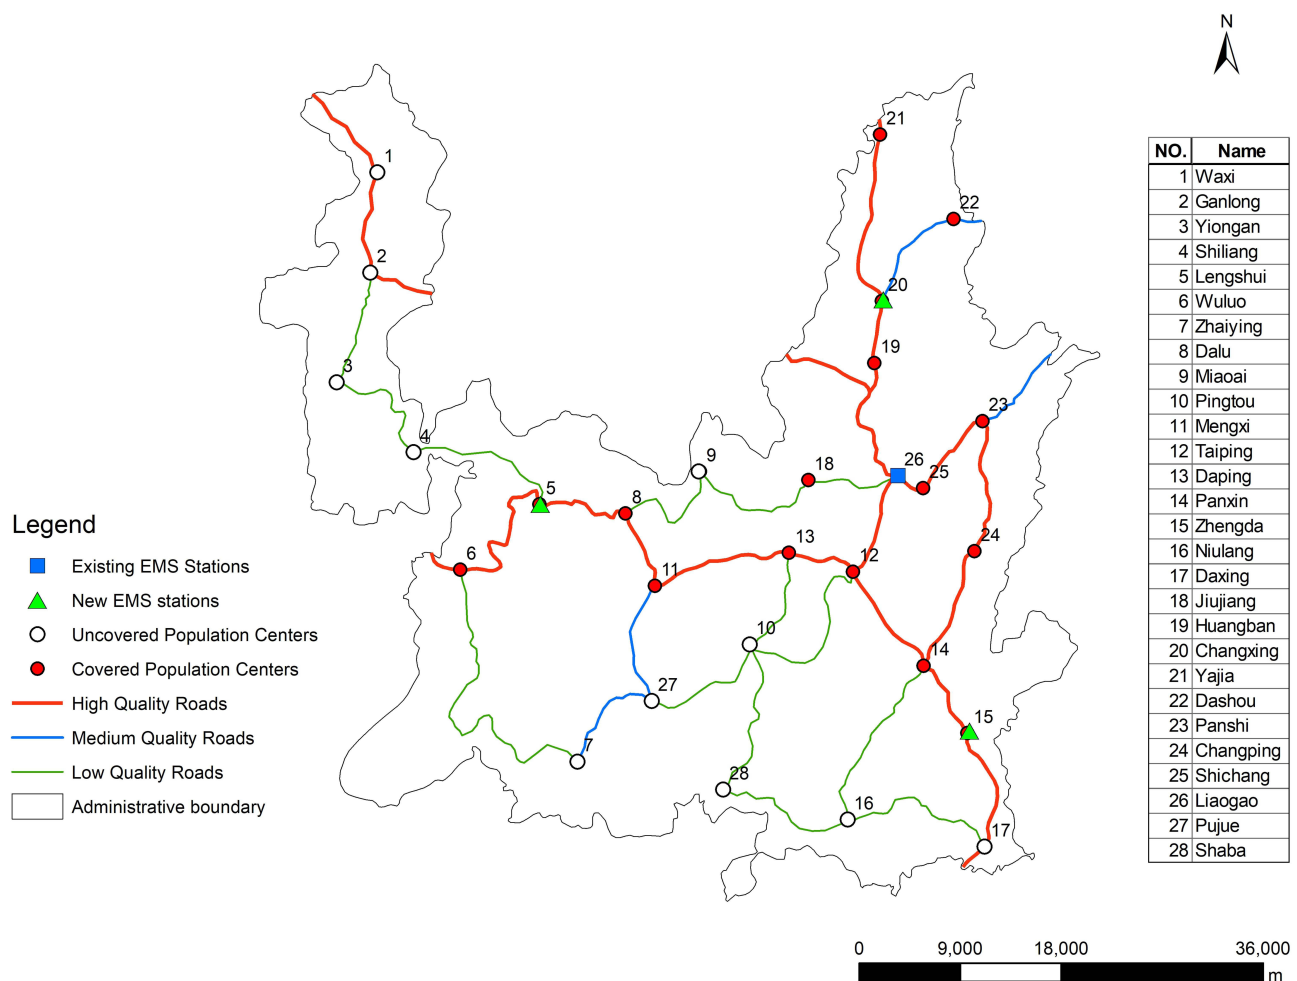 N
21
22
20
19
1
2
3
4
5
6
7
8
9
10
11
12
13
14
15
16
17
18
23
24
25
26
27
28
Legend
Existing EMS Stations
New EMS stations
Uncovered Population Centers
Covered Population Centers
High Quality Roads
Medium Quality Roads
Low Quality Roads
Administrative boundary
NO. Name
1 Waxi
2 Ganlong
3 Yiongan
4 Shiliang
5 Lengshui
6 Wuluo
7 Zhaiying
8 Dalu
9 Miaoai
10 Pingtou
11 Mengxi
12 Taiping
13 Daping
14 Panxin
15 Zhengda
16 Niulang
17 Daxing
18 Jiujiang
19 Huangban
20 Changxing
21 Yajia
22 Dashou
23 Panshi
24 Changping
25 Shichang
26 Liaogao
27 Pujue
28 Shaba
0 9,000 18,000 36,000
m